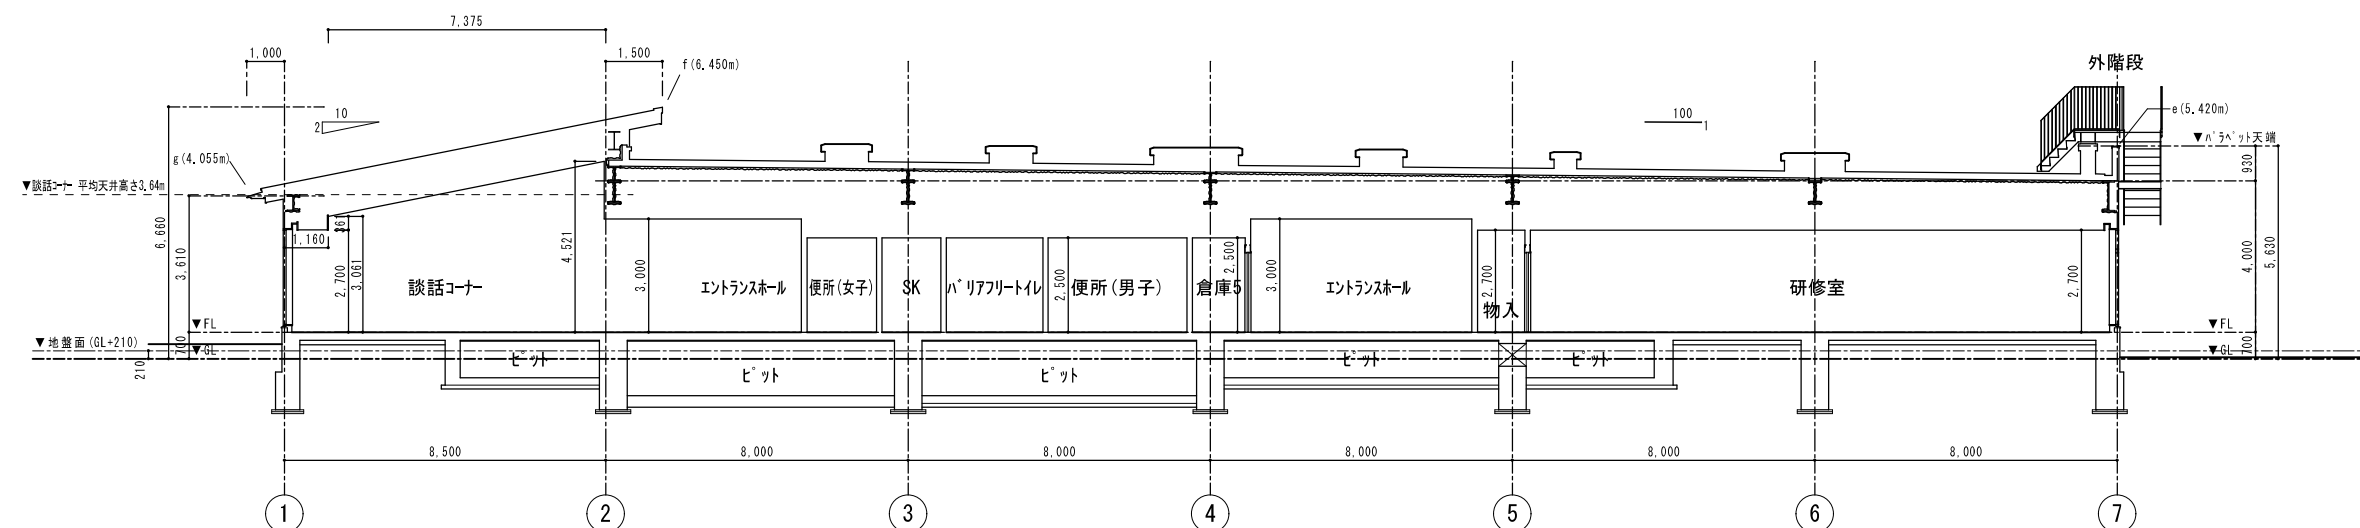 7,375
1,000
1,500
f(6.450m)
外階段
10
2
100
1
e(5.420m)
▼パラペット天端
g(4.055m)
▼談話コーナー 平均天井高さ3.64m
930
6,660
3,610
1,160
361
2,700
3,061
4,521
3,000
2,500
2,500
3,000
2,700
2,700
4,000
5,630
談話コーナー
エントランスホール
便所(女子)
SK
バリアフリートイレ
便所(男子)
倉庫5
エントランスホール
物入
研修室
▼FL
▼FL
▼地盤面(GL+210)
▼GL
▼GL
700
700
210
ピット
ピット
ピット
ピット
ピット
8,500
8,000
8,000
8,000
8,000
8,000
1
2
3
4
5
6
7